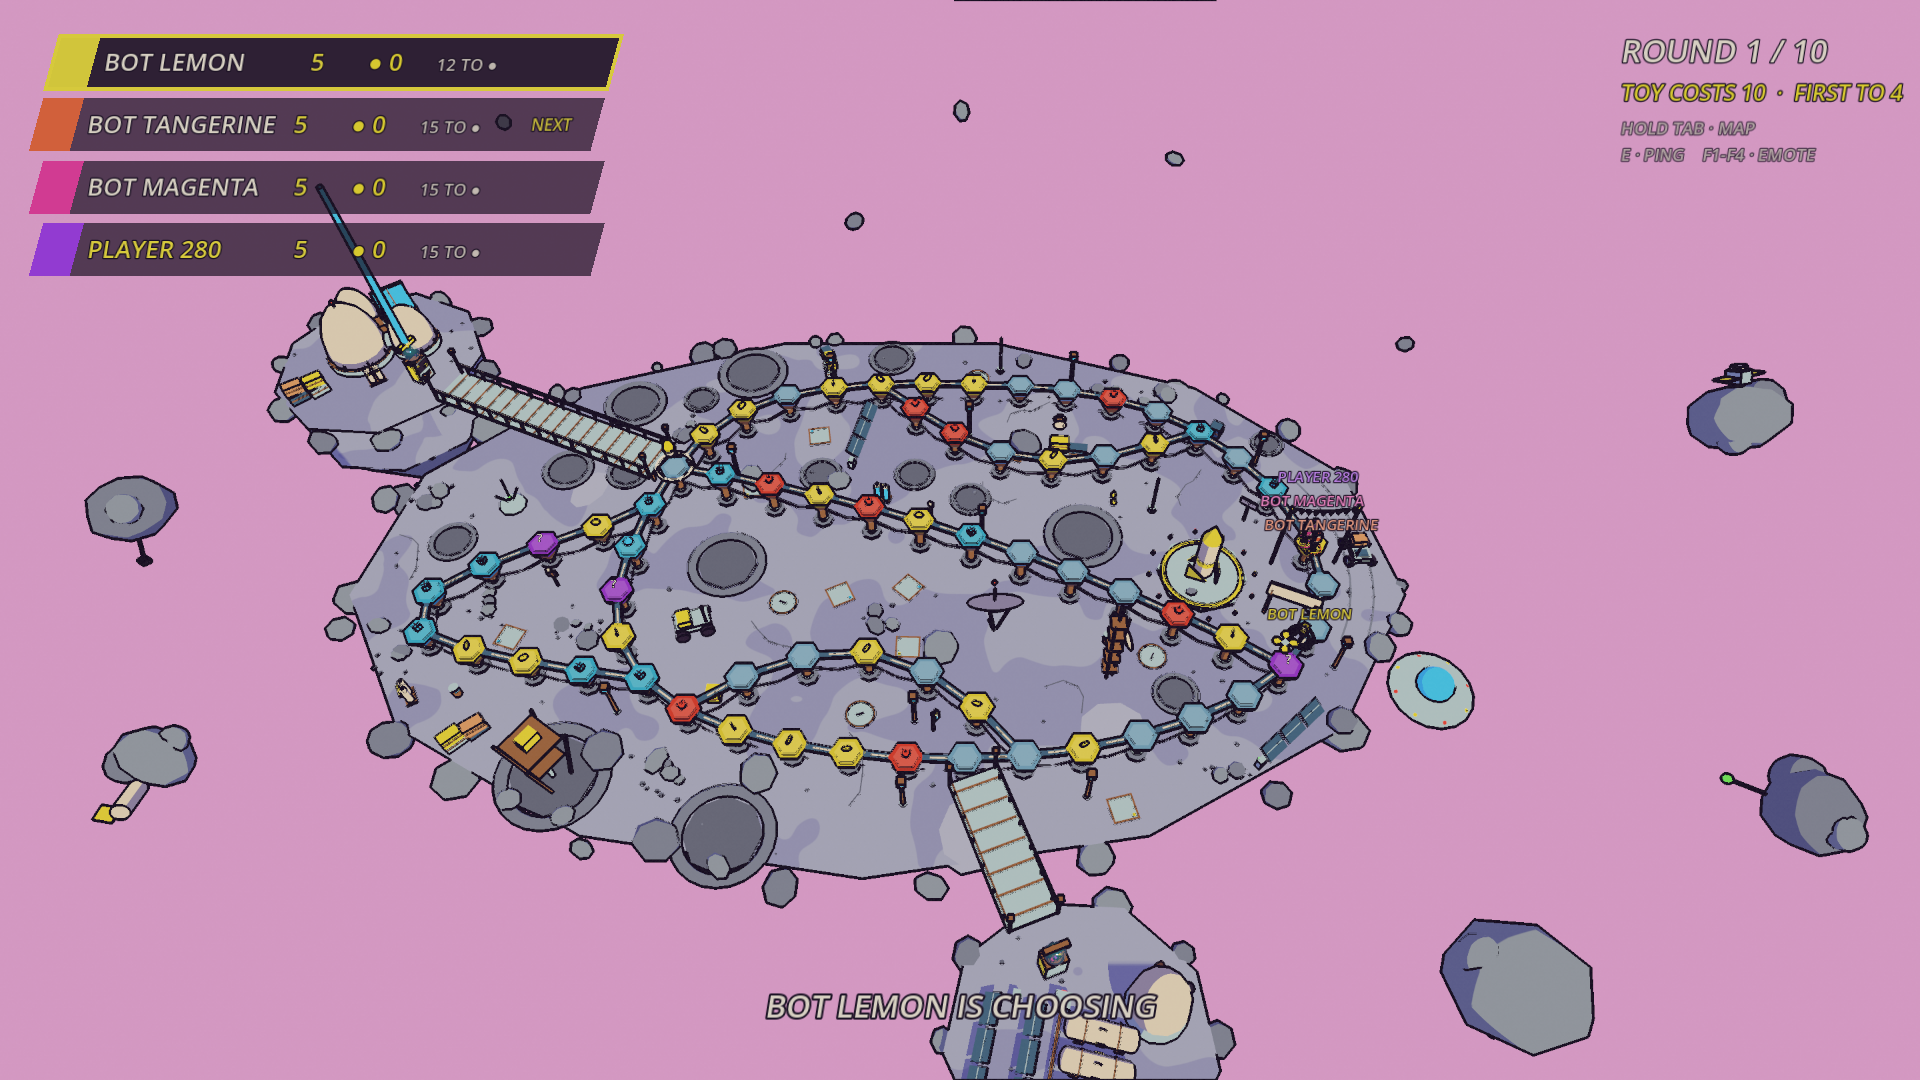 BOT LEMON 5 0 12 TO
BOT TANGERINE 5 0 15 TO NEXT
BOT MAGENTA 5 0 15 TO
PLAYER 280 5 0 15 TO
ROUND 1 / 10
TOY COSTS 10 · FIRST TO 4
HOLD TAB · MAP
E · PING F1-F4 · EMOTE
PLAYER 280
BOT MAGENTA
BOT TANGERINE
BOT LEMON
?
?
?
BOT LEMON IS CHOOSING